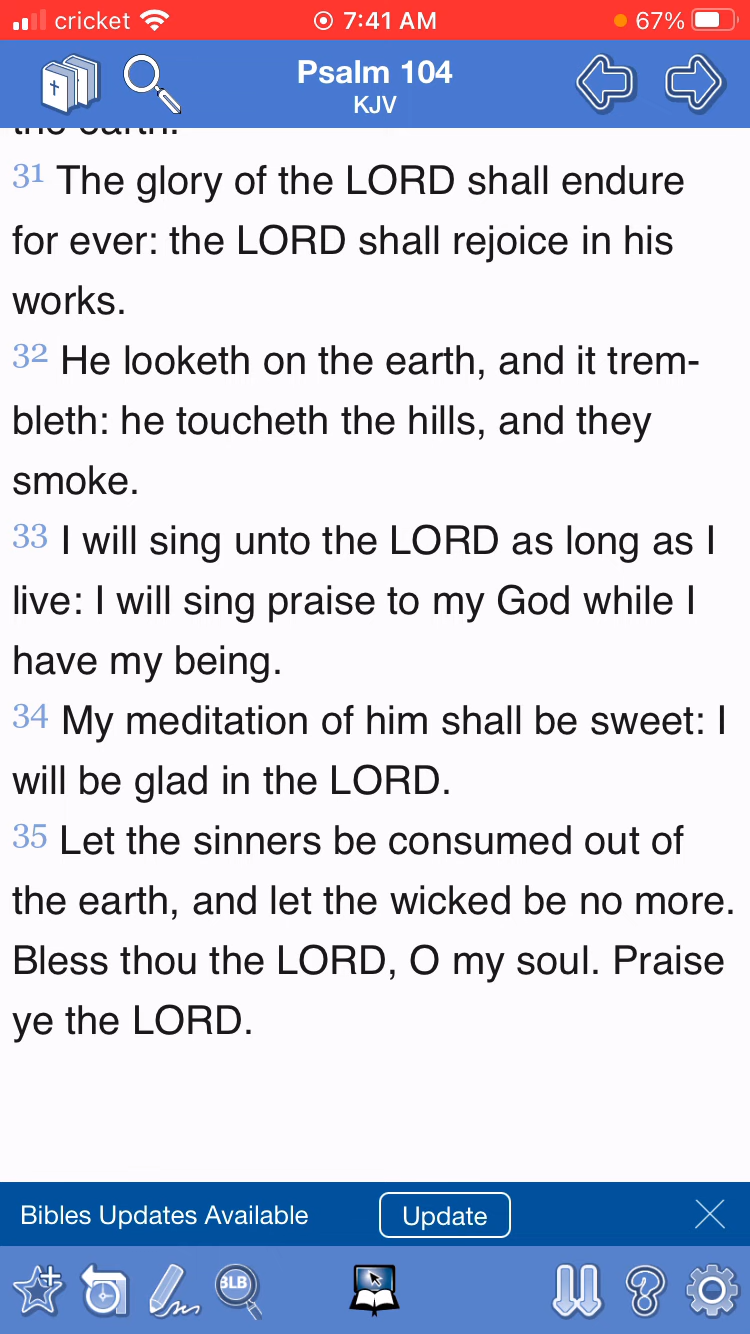 cricket 7:41 AM 67%
Psalm 104
KJV
the earth.
31 The glory of the LORD shall endure
for ever: the LORD shall rejoice in his
works.
32 He looketh on the earth, and it trem-
bleth: he toucheth the hills, and they
smoke.
33 I will sing unto the LORD as long as I
live: I will sing praise to my God while I
have my being.
34 My meditation of him shall be sweet: I
will be glad in the LORD.
35 Let the sinners be consumed out of
the earth, and let the wicked be no more.
Bless thou the LORD, O my soul. Praise
ye the LORD.
Bibles Updates Available Update
BLB